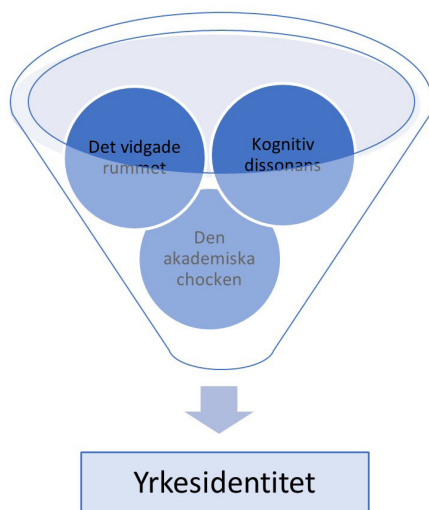 Det vidgade
rummet
Kognitiv
dissonans
Den
akademiska
chocken
Yrkesidentitet